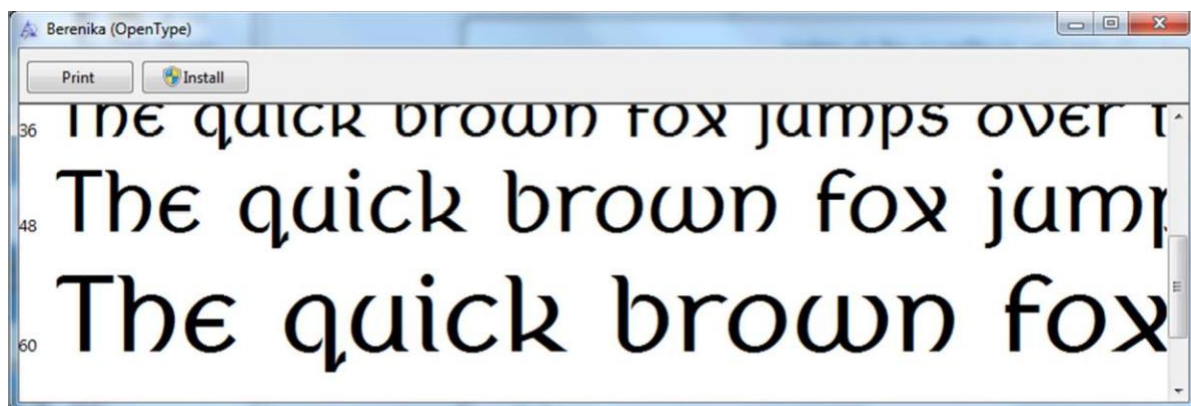 Berenika (OpenType)
Print Install
36 The quick brown fox jumps over t
48 The quick brown fox jump
60 The quick brown fox